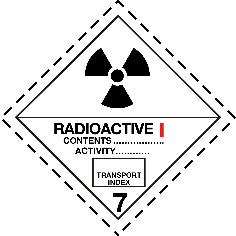 RADIOACTIVE I
CONTENTS....................
ACTIVITY.............
TRANSPORT
INDEX
7